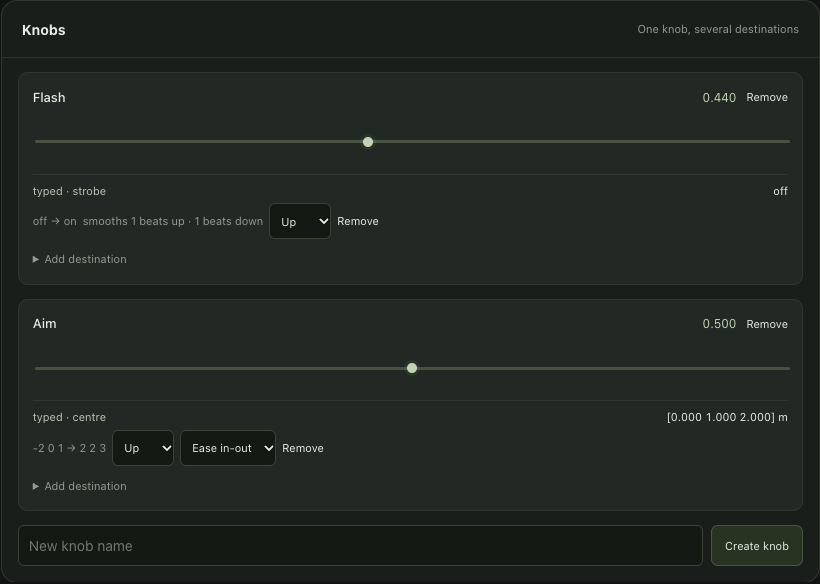 Knobs
One knob, several destinations
Flash
0.440 Remove
typed · strobe
off
off → on smooths 1 beats up · 1 beats down Up Remove
▶ Add destination
Aim
0.500 Remove
typed · centre
[0.000 1.000 2.000] m
-2 0 1 → 2 2 3 Up Ease in-out Remove
▶ Add destination
New knob name
Create knob